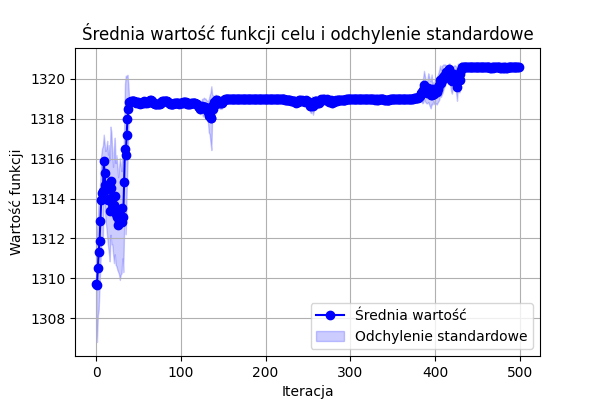 Średnia wartość funkcji celu i odchylenie standardowe
Wartość funkcji
1320
1318
1316
1314
1312
1310
1308
0 100 200 300 400 500
Iteracja
Średnia wartość
Odchylenie standardowe